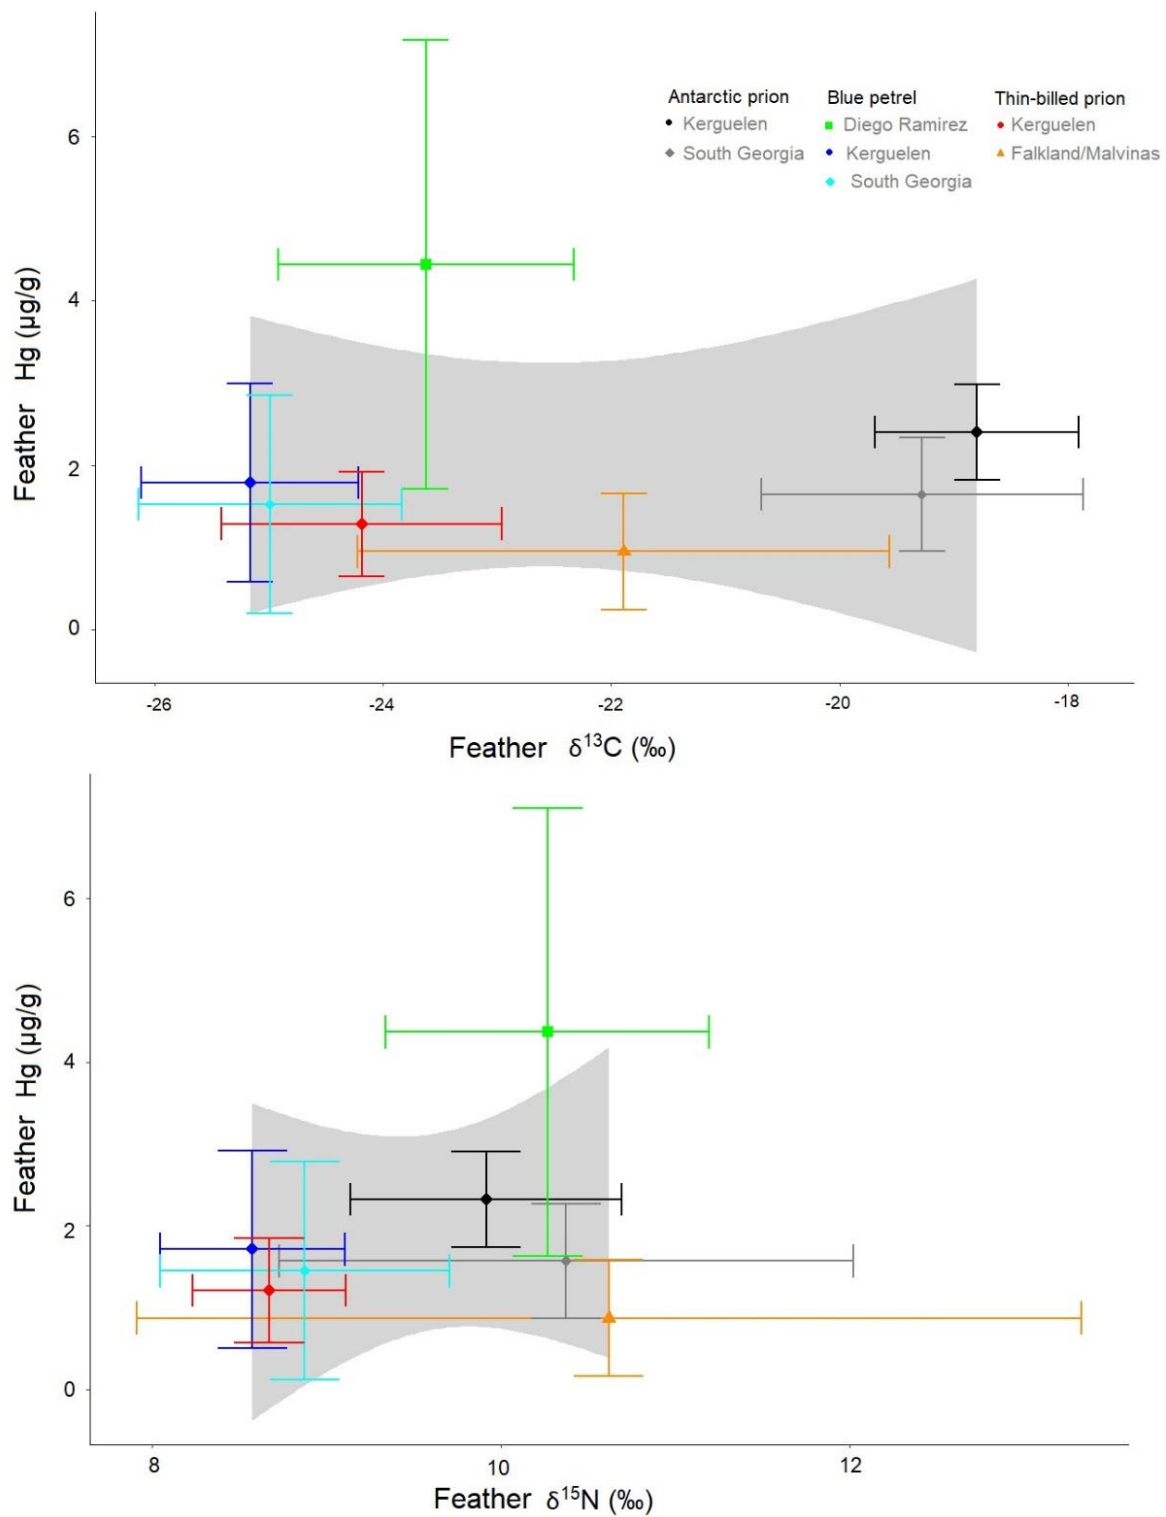 Antarctic prion Blue petrel Thin-billed prion
Kerguelen Diego Ramirez Kerguelen
South Georgia Kerguelen Falkland/Malvinas
South Georgia
6
4
2
0
Feather Hg (µg/g)
-26 -24 -22 -20 -18
Feather δ¹³C (‰)
6
4
2
0
Feather Hg (µg/g)
8 10 12
Feather δ¹⁵N (‰)